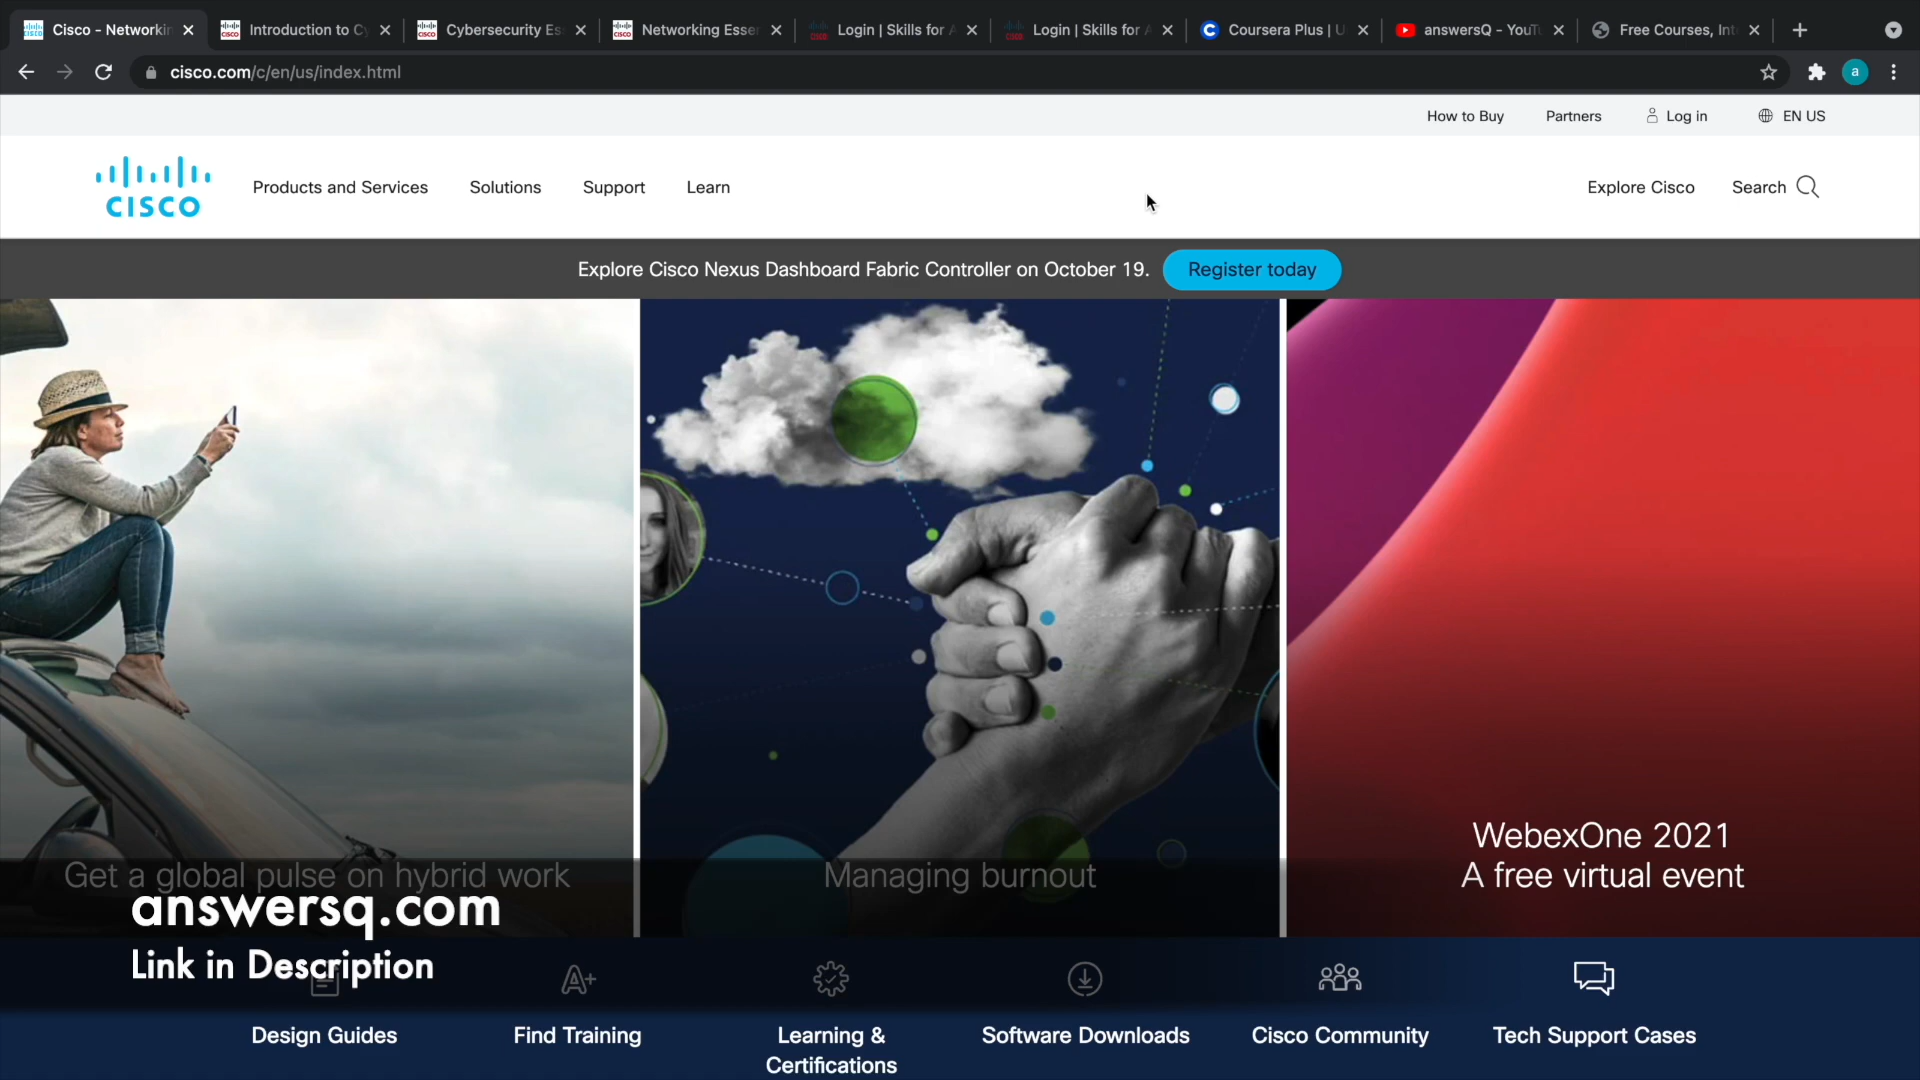 Cisco - Networkin
Introduction to Cy
Cybersecurity Es
Networking Esse
Login | Skills for A
Login | Skills for A
Coursera Plus | U
answersQ - YouTu
Free Courses, Int
cisco.com/c/en/us/index.html
a
How to Buy
Partners
Log in
EN US
CISCO
Products and Services
Solutions
Support
Learn
Explore Cisco
Search
Explore Cisco Nexus Dashboard Fabric Controller on October 19.
Register today
Get a global pulse on hybrid work
Managing burnout
WebexOne 2021
A free virtual event
answersq.com
Link in Description
A+
Design Guides
Find Training
Learning &
Certifications
Software Downloads
Cisco Community
Tech Support Cases